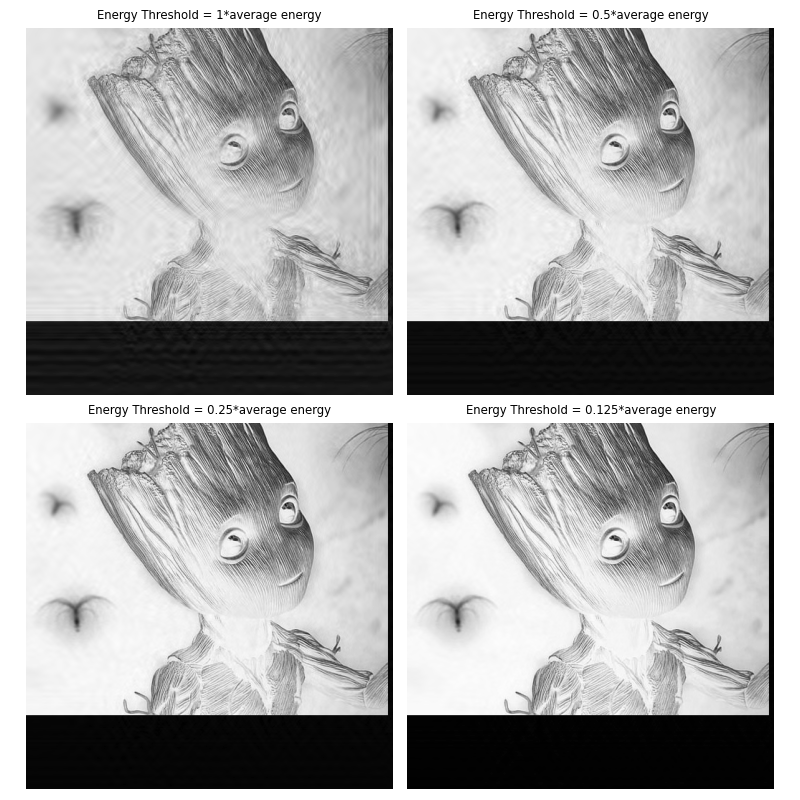 Energy Threshold = 1*average energy
Energy Threshold = 0.5*average energy
Energy Threshold = 0.25*average energy
Energy Threshold = 0.125*average energy